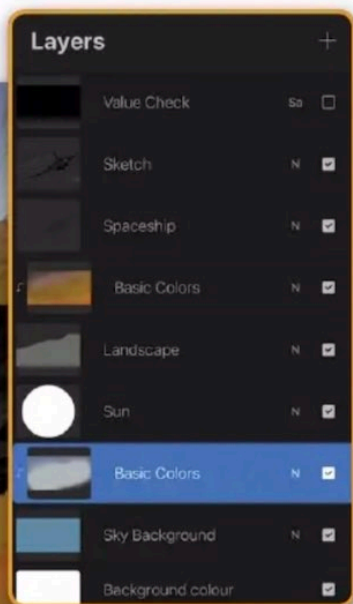 Layers
Value Check Sa
Sketch N
Spaceship N
Basic Colors N
Landscape N
Sun N
Basic Colors N
Sky Background N
Background colour